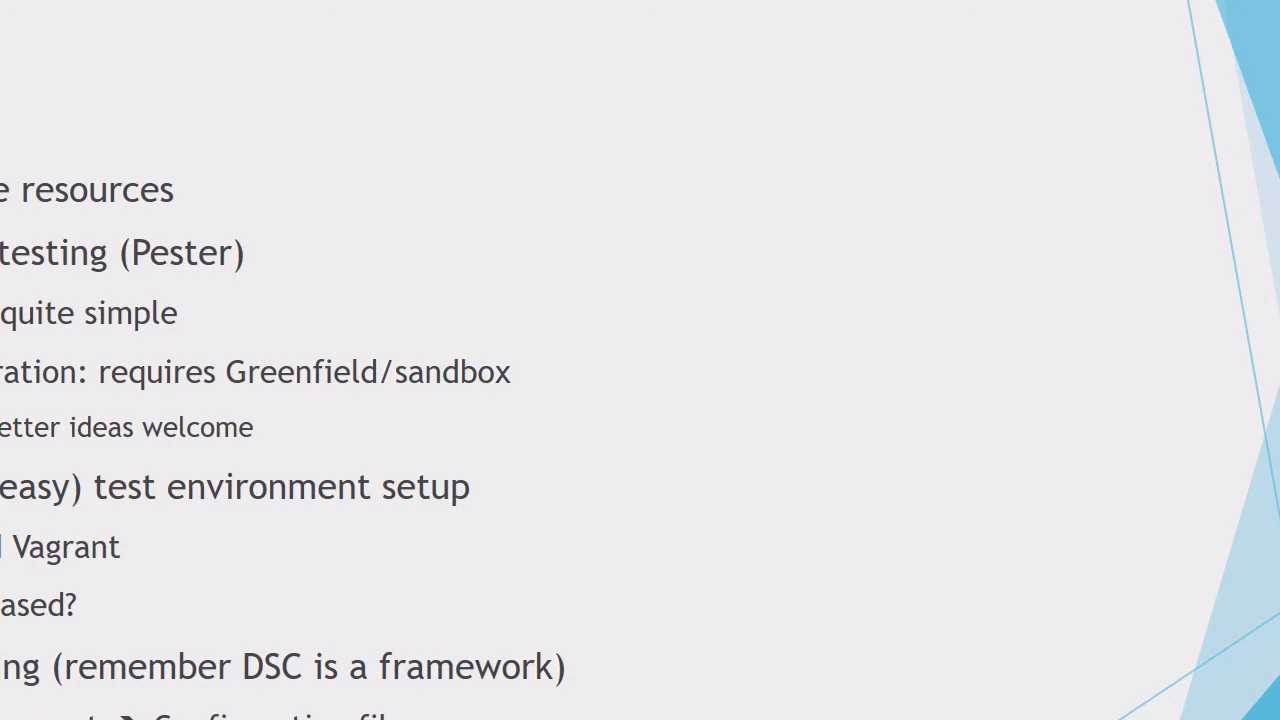 e resources
testing (Pester)
quite simple
ration: requires Greenfield/sandbox
etter ideas welcome
easy) test environment setup
Vagrant
ased?
ing (remember DSC is a framework)